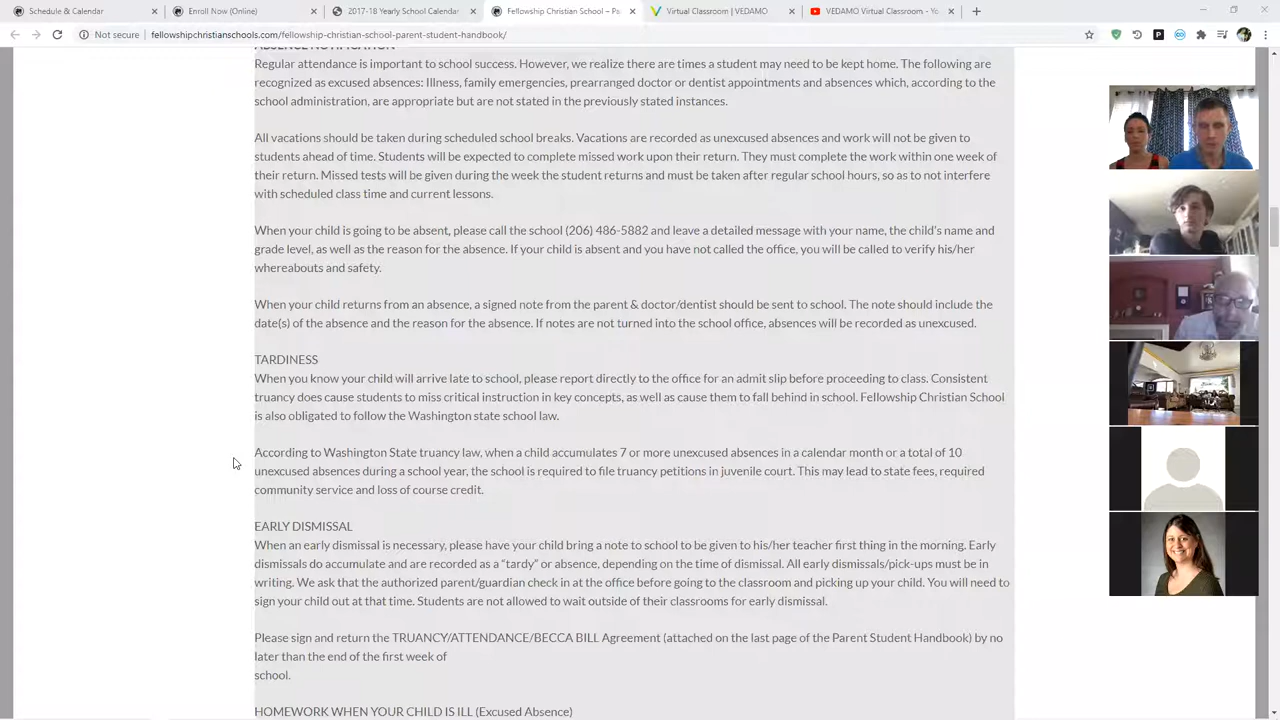 Schedule & Calendar
Enroll Now (Online)
2017-18 Yearly School Calendar
Fellowship Christian School – Pa
Virtual Classroom | VEDAMO
VEDAMO Virtual Classroom - Yo
Not secure | fellowshipchristianschools.com/fellowship-christian-school-parent-student-handbook/
ABSENCE NOTIFICATION
Regular attendance is important to school success. However, we realize there are times a student may need to be kept home. The following are
recognized as excused absences: Illness, family emergencies, prearranged doctor or dentist appointments and absences which, according to the
school administration, are appropriate but are not stated in the previously stated instances.
All vacations should be taken during scheduled school breaks. Vacations are recorded as unexcused absences and work will not be given to
students ahead of time. Students will be expected to complete missed work upon their return. They must complete the work within one week of
their return. Missed tests will be given during the week the student returns and must be taken after regular school hours, so as to not interfere
with scheduled class time and current lessons.
When your child is going to be absent, please call the school (206) 486-5882 and leave a detailed message with your name, the child's name and
grade level, as well as the reason for the absence. If your child is absent and you have not called the office, you will be called to verify his/her
whereabouts and safety.
When your child returns from an absence, a signed note from the parent & doctor/dentist should be sent to school. The note should include the
date(s) of the absence and the reason for the absence. If notes are not turned into the school office, absences will be recorded as unexcused.
TARDINESS
When you know your child will arrive late to school, please report directly to the office for an admit slip before proceeding to class. Consistent
truancy does cause students to miss critical instruction in key concepts, as well as cause them to fall behind in school. Fellowship Christian School
is also obligated to follow the Washington state school law.
According to Washington State truancy law, when a child accumulates 7 or more unexcused absences in a calendar month or a total of 10
unexcused absences during a school year, the school is required to file truancy petitions in juvenile court. This may lead to state fees, required
community service and loss of course credit.
EARLY DISMISSAL
When an early dismissal is necessary, please have your child bring a note to school to be given to his/her teacher first thing in the morning. Early
dismissals do accumulate and are recorded as a “tardy” or absence, depending on the time of dismissal. All early dismissals/pick-ups must be in
writing. We ask that the authorized parent/guardian check in at the office before going to the classroom and picking up your child. You will need to
sign your child out at that time. Students are not allowed to wait outside of their classrooms for early dismissal.
Please sign and return the TRUANCY/ATTENDANCE/BECCA BILL Agreement (attached on the last page of the Parent Student Handbook) by no
later than the end of the first week of
school.
HOMEWORK WHEN YOUR CHILD IS ILL (Excused Absence)